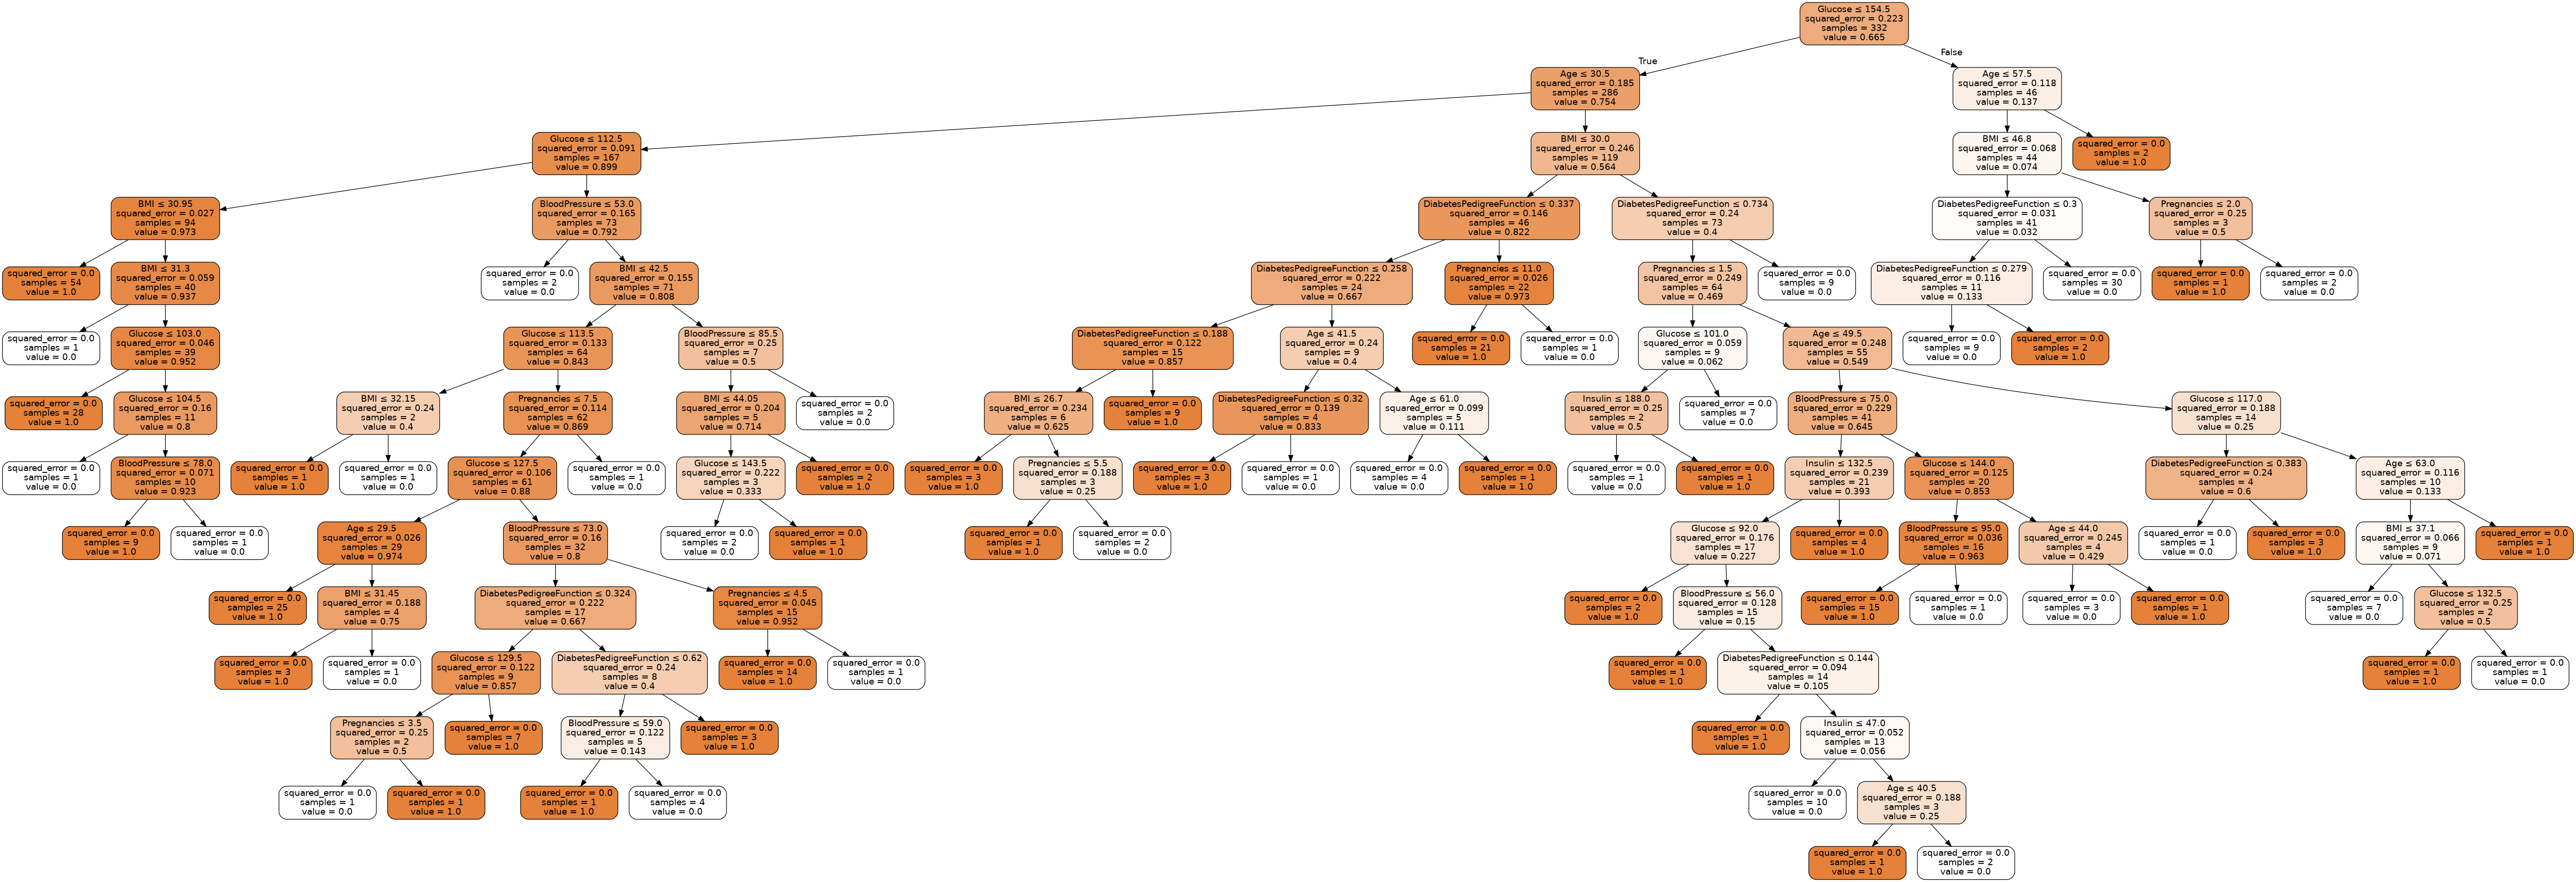 Glucose ≤ 154.5
squared_error = 0.223
samples = 332
value = 0.665
True
False
Age ≤ 30.5
squared_error = 0.185
samples = 286
value = 0.754
Age ≤ 57.5
squared_error = 0.118
samples = 46
value = 0.137
Glucose ≤ 112.5
squared_error = 0.091
samples = 167
value = 0.899
BMI ≤ 30.0
squared_error = 0.246
samples = 119
value = 0.564
BMI ≤ 46.8
squared_error = 0.068
samples = 44
value = 0.074
squared_error = 0.0
samples = 2
value = 1.0
BMI ≤ 30.95
squared_error = 0.027
samples = 94
value = 0.973
BloodPressure ≤ 53.0
squared_error = 0.165
samples = 73
value = 0.792
DiabetesPedigreeFunction ≤ 0.337
squared_error = 0.146
samples = 46
value = 0.822
DiabetesPedigreeFunction ≤ 0.734
squared_error = 0.24
samples = 73
value = 0.4
DiabetesPedigreeFunction ≤ 0.3
squared_error = 0.031
samples = 41
value = 0.032
Pregnancies ≤ 2.0
squared_error = 0.25
samples = 3
value = 0.5
squared_error = 0.0
samples = 54
value = 1.0
BMI ≤ 31.3
squared_error = 0.059
samples = 40
value = 0.937
squared_error = 0.0
samples = 2
value = 0.0
BMI ≤ 42.5
squared_error = 0.155
samples = 71
value = 0.808
DiabetesPedigreeFunction ≤ 0.258
squared_error = 0.222
samples = 24
value = 0.667
Pregnancies ≤ 11.0
squared_error = 0.026
samples = 22
value = 0.973
Pregnancies ≤ 1.5
squared_error = 0.249
samples = 64
value = 0.469
squared_error = 0.0
samples = 9
value = 0.0
DiabetesPedigreeFunction ≤ 0.279
squared_error = 0.116
samples = 11
value = 0.133
squared_error = 0.0
samples = 30
value = 0.0
squared_error = 0.0
samples = 1
value = 1.0
squared_error = 0.0
samples = 2
value = 0.0
squared_error = 0.0
samples = 1
value = 0.0
Glucose ≤ 103.0
squared_error = 0.046
samples = 39
value = 0.952
Glucose ≤ 113.5
squared_error = 0.133
samples = 64
value = 0.843
BloodPressure ≤ 85.5
squared_error = 0.25
samples = 7
value = 0.5
DiabetesPedigreeFunction ≤ 0.188
squared_error = 0.122
samples = 15
value = 0.857
Age ≤ 41.5
squared_error = 0.24
samples = 9
value = 0.4
squared_error = 0.0
samples = 21
value = 1.0
squared_error = 0.0
samples = 1
value = 0.0
Glucose ≤ 101.0
squared_error = 0.059
samples = 9
value = 0.062
Age ≤ 49.5
squared_error = 0.248
samples = 55
value = 0.549
squared_error = 0.0
samples = 9
value = 0.0
squared_error = 0.0
samples = 2
value = 1.0
squared_error = 0.0
samples = 28
value = 1.0
Glucose ≤ 104.5
squared_error = 0.16
samples = 11
value = 0.8
BMI ≤ 32.15
squared_error = 0.24
samples = 2
value = 0.4
Pregnancies ≤ 7.5
squared_error = 0.114
samples = 62
value = 0.869
BMI ≤ 44.05
squared_error = 0.204
samples = 5
value = 0.714
squared_error = 0.0
samples = 2
value = 0.0
BMI ≤ 26.7
squared_error = 0.234
samples = 6
value = 0.625
squared_error = 0.0
samples = 9
value = 1.0
DiabetesPedigreeFunction ≤ 0.32
squared_error = 0.139
samples = 4
value = 0.833
Age ≤ 61.0
squared_error = 0.099
samples = 5
value = 0.111
Insulin ≤ 188.0
squared_error = 0.25
samples = 2
value = 0.5
squared_error = 0.0
samples = 7
value = 0.0
BloodPressure ≤ 75.0
squared_error = 0.229
samples = 41
value = 0.645
Glucose ≤ 117.0
squared_error = 0.188
samples = 14
value = 0.25
squared_error = 0.0
samples = 1
value = 0.0
BloodPressure ≤ 78.0
squared_error = 0.071
samples = 10
value = 0.923
squared_error = 0.0
samples = 1
value = 1.0
squared_error = 0.0
samples = 1
value = 0.0
Glucose ≤ 127.5
squared_error = 0.106
samples = 61
value = 0.88
squared_error = 0.0
samples = 1
value = 0.0
Glucose ≤ 143.5
squared_error = 0.222
samples = 3
value = 0.333
squared_error = 0.0
samples = 2
value = 1.0
squared_error = 0.0
samples = 3
value = 1.0
Pregnancies ≤ 5.5
squared_error = 0.188
samples = 3
value = 0.25
squared_error = 0.0
samples = 3
value = 1.0
squared_error = 0.0
samples = 1
value = 0.0
squared_error = 0.0
samples = 4
value = 0.0
squared_error = 0.0
samples = 1
value = 1.0
squared_error = 0.0
samples = 1
value = 0.0
squared_error = 0.0
samples = 1
value = 1.0
Insulin ≤ 132.5
squared_error = 0.239
samples = 21
value = 0.393
Glucose ≤ 144.0
squared_error = 0.125
samples = 20
value = 0.853
DiabetesPedigreeFunction ≤ 0.383
squared_error = 0.24
samples = 4
value = 0.6
Age ≤ 63.0
squared_error = 0.116
samples = 10
value = 0.133
squared_error = 0.0
samples = 9
value = 1.0
squared_error = 0.0
samples = 1
value = 0.0
Age ≤ 29.5
squared_error = 0.026
samples = 29
value = 0.974
BloodPressure ≤ 73.0
squared_error = 0.16
samples = 32
value = 0.8
squared_error = 0.0
samples = 2
value = 0.0
squared_error = 0.0
samples = 1
value = 1.0
squared_error = 0.0
samples = 1
value = 1.0
squared_error = 0.0
samples = 2
value = 0.0
Glucose ≤ 92.0
squared_error = 0.176
samples = 17
value = 0.227
squared_error = 0.0
samples = 4
value = 1.0
BloodPressure ≤ 95.0
squared_error = 0.036
samples = 16
value = 0.963
Age ≤ 44.0
squared_error = 0.245
samples = 4
value = 0.429
squared_error = 0.0
samples = 1
value = 0.0
squared_error = 0.0
samples = 3
value = 1.0
BMI ≤ 37.1
squared_error = 0.066
samples = 9
value = 0.071
squared_error = 0.0
samples = 1
value = 1.0
squared_error = 0.0
samples = 25
value = 1.0
BMI ≤ 31.45
squared_error = 0.188
samples = 4
value = 0.75
DiabetesPedigreeFunction ≤ 0.324
squared_error = 0.222
samples = 17
value = 0.667
Pregnancies ≤ 4.5
squared_error = 0.045
samples = 15
value = 0.952
squared_error = 0.0
samples = 2
value = 1.0
BloodPressure ≤ 56.0
squared_error = 0.128
samples = 15
value = 0.15
squared_error = 0.0
samples = 15
value = 1.0
squared_error = 0.0
samples = 1
value = 0.0
squared_error = 0.0
samples = 3
value = 0.0
squared_error = 0.0
samples = 1
value = 1.0
squared_error = 0.0
samples = 7
value = 0.0
Glucose ≤ 132.5
squared_error = 0.25
samples = 2
value = 0.5
squared_error = 0.0
samples = 3
value = 1.0
squared_error = 0.0
samples = 1
value = 0.0
Glucose ≤ 129.5
squared_error = 0.122
samples = 9
value = 0.857
DiabetesPedigreeFunction ≤ 0.62
squared_error = 0.24
samples = 8
value = 0.4
squared_error = 0.0
samples = 14
value = 1.0
squared_error = 0.0
samples = 1
value = 0.0
squared_error = 0.0
samples = 1
value = 1.0
DiabetesPedigreeFunction ≤ 0.144
squared_error = 0.094
samples = 14
value = 0.105
squared_error = 0.0
samples = 1
value = 1.0
squared_error = 0.0
samples = 1
value = 0.0
Pregnancies ≤ 3.5
squared_error = 0.25
samples = 2
value = 0.5
squared_error = 0.0
samples = 7
value = 1.0
BloodPressure ≤ 59.0
squared_error = 0.122
samples = 5
value = 0.143
squared_error = 0.0
samples = 3
value = 1.0
squared_error = 0.0
samples = 1
value = 1.0
Insulin ≤ 47.0
squared_error = 0.052
samples = 13
value = 0.056
squared_error = 0.0
samples = 1
value = 0.0
squared_error = 0.0
samples = 1
value = 1.0
squared_error = 0.0
samples = 1
value = 1.0
squared_error = 0.0
samples = 4
value = 0.0
squared_error = 0.0
samples = 10
value = 0.0
Age ≤ 40.5
squared_error = 0.188
samples = 3
value = 0.25
squared_error = 0.0
samples = 1
value = 1.0
squared_error = 0.0
samples = 2
value = 0.0